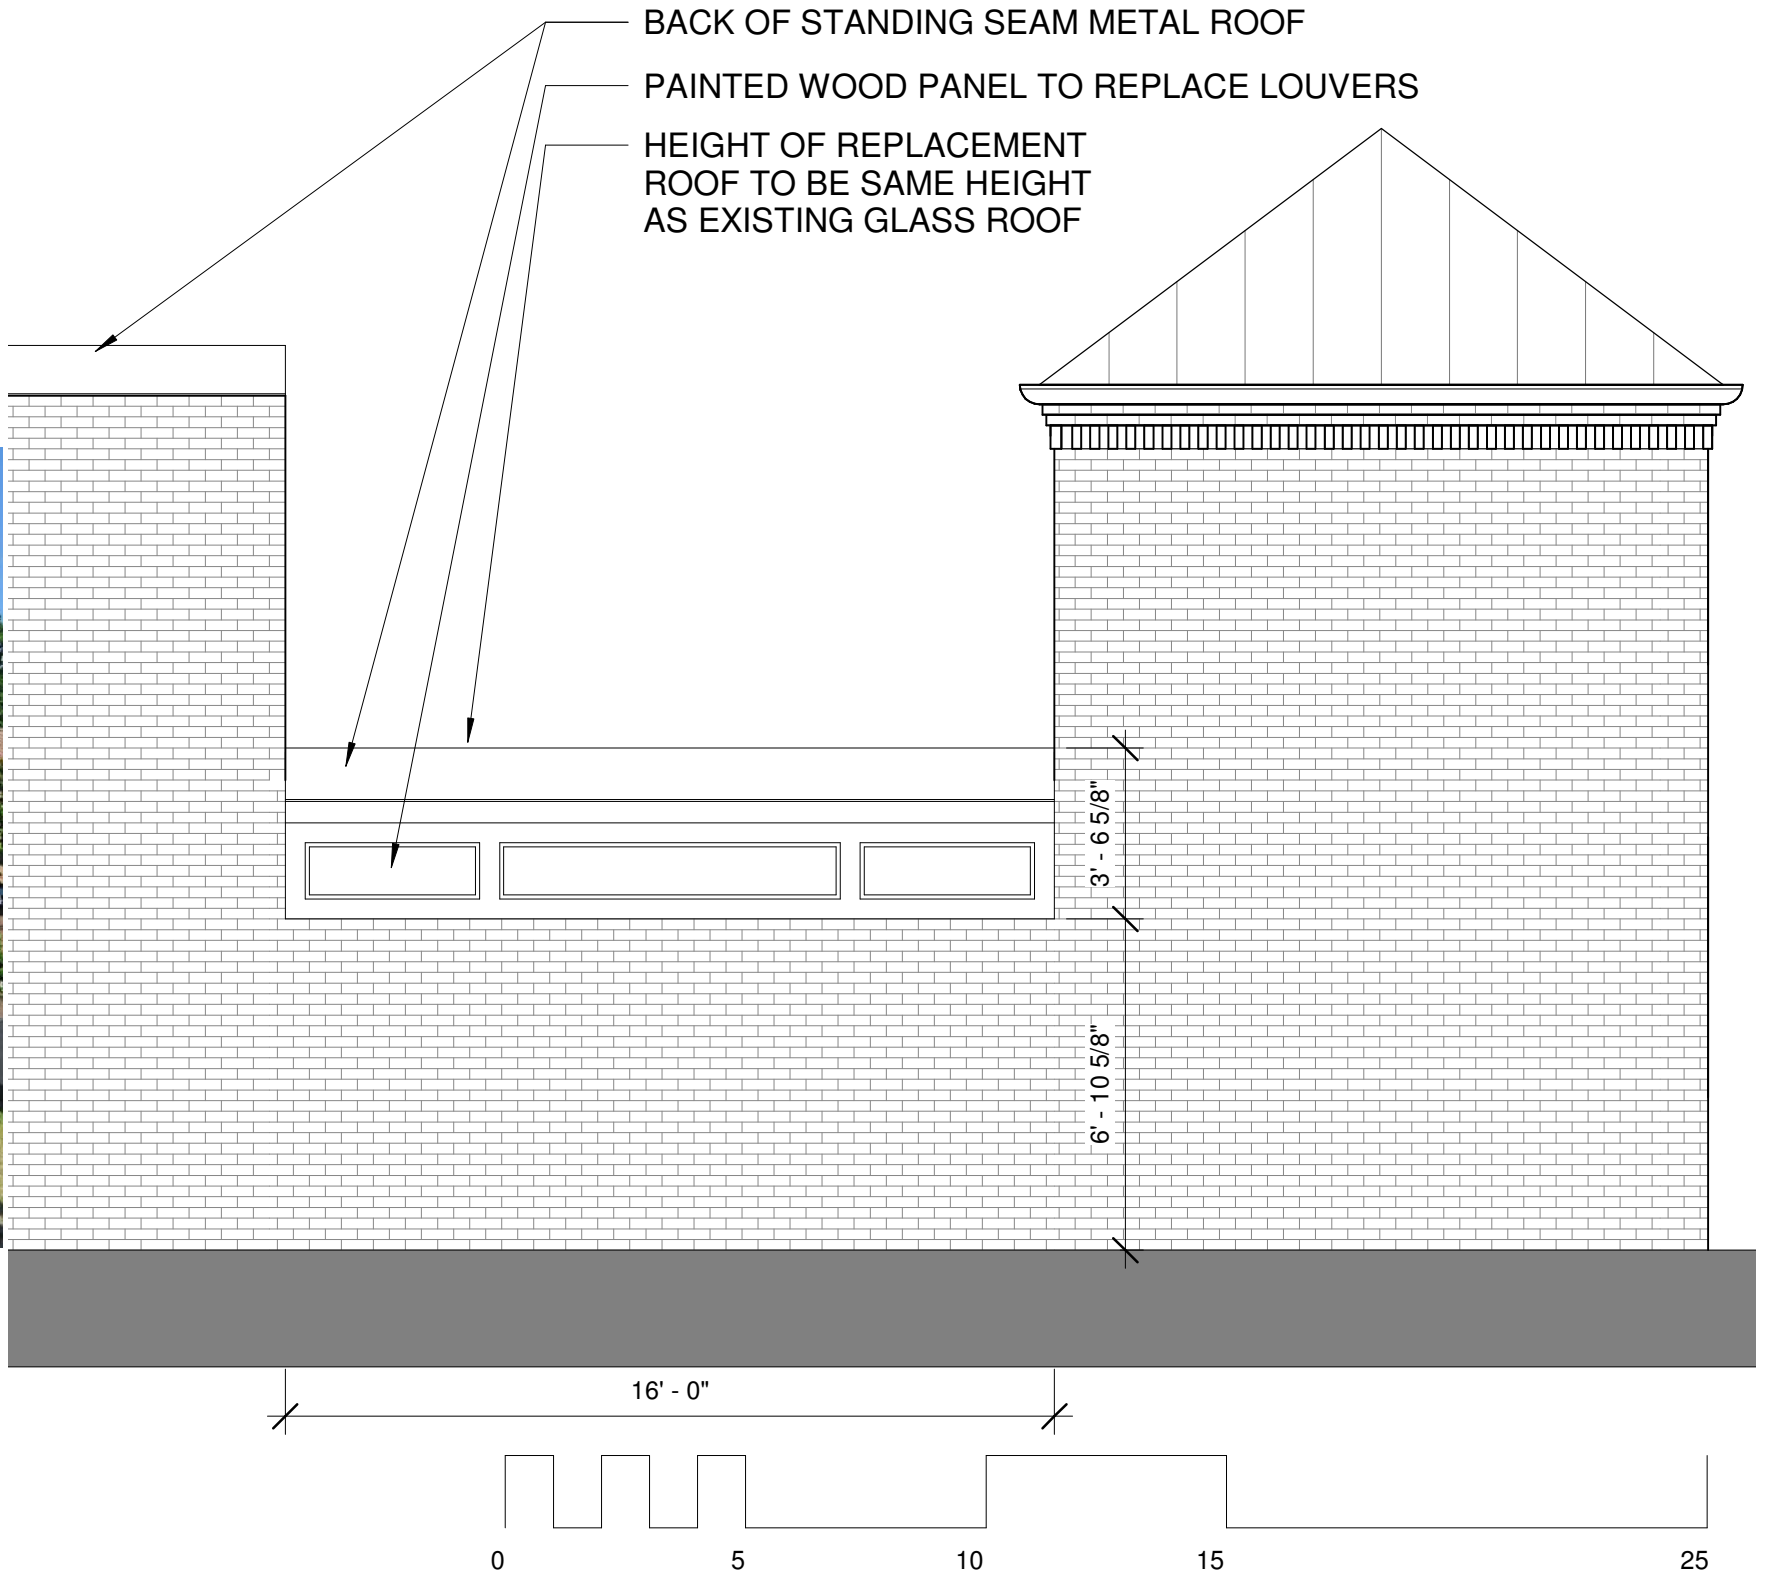 BACK OF STANDING SEAM METAL ROOF
PAINTED WOOD PANEL TO REPLACE LOUVERS
HEIGHT OF REPLACEMENT
ROOF TO BE SAME HEIGHT
AS EXISTING GLASS ROOF
3' - 6 5/8"
6' - 10 5/8"
16' - 0"
0 5 10 15 25